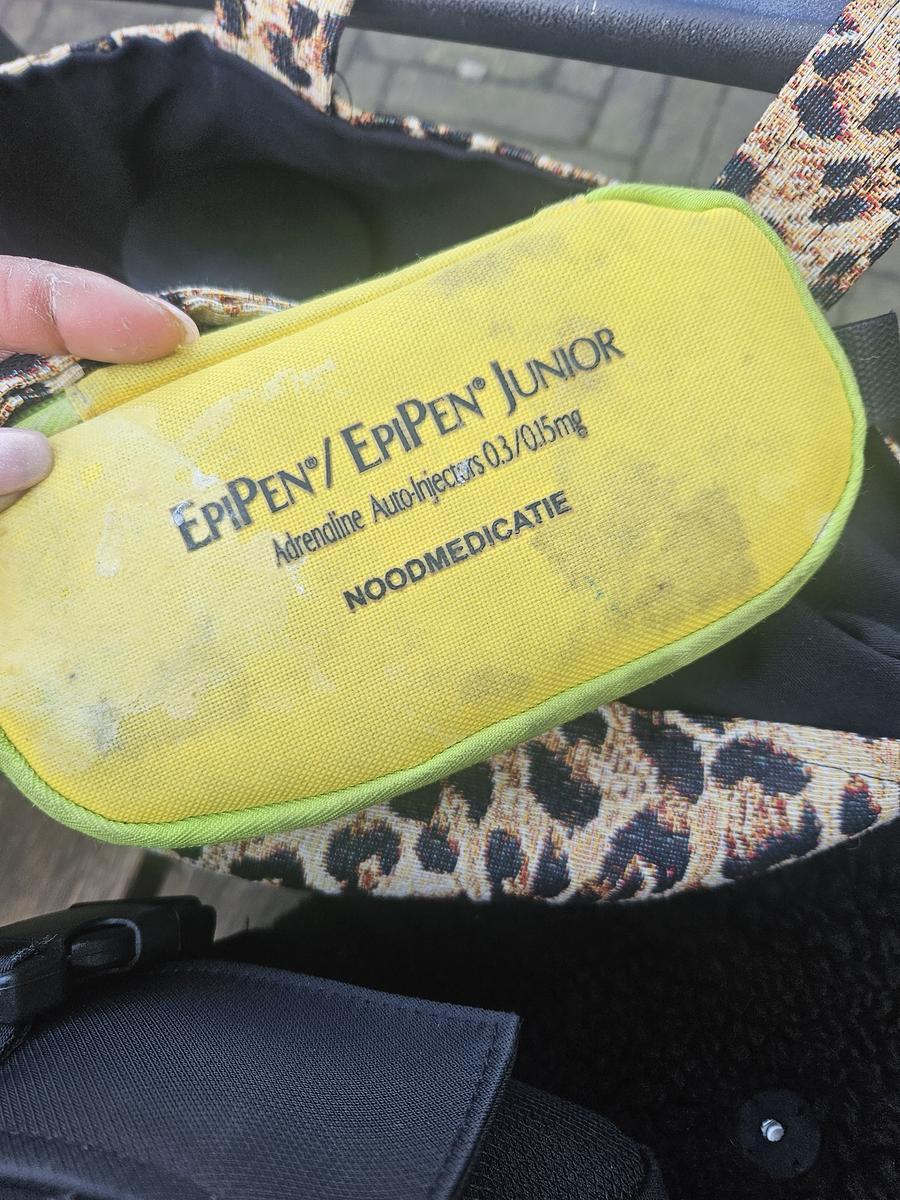 EPIPEN®/ EPIPEN® JUNIOR
Adrenaline Auto-Injectors 0.3/0.15mg
NOODMEDICATIE